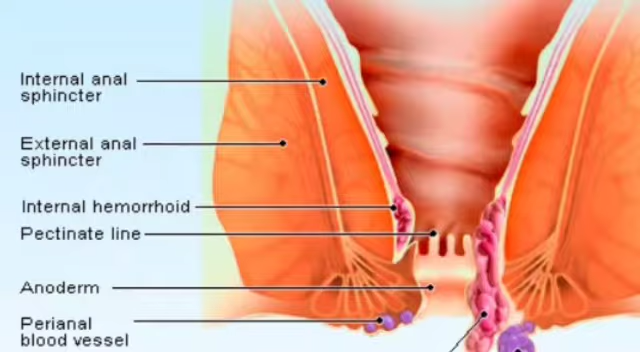 Internal anal
sphincter
External anal
sphincter
Internal hemorrhoid
Pectinate line
Anoderm
Perianal
blood vessel